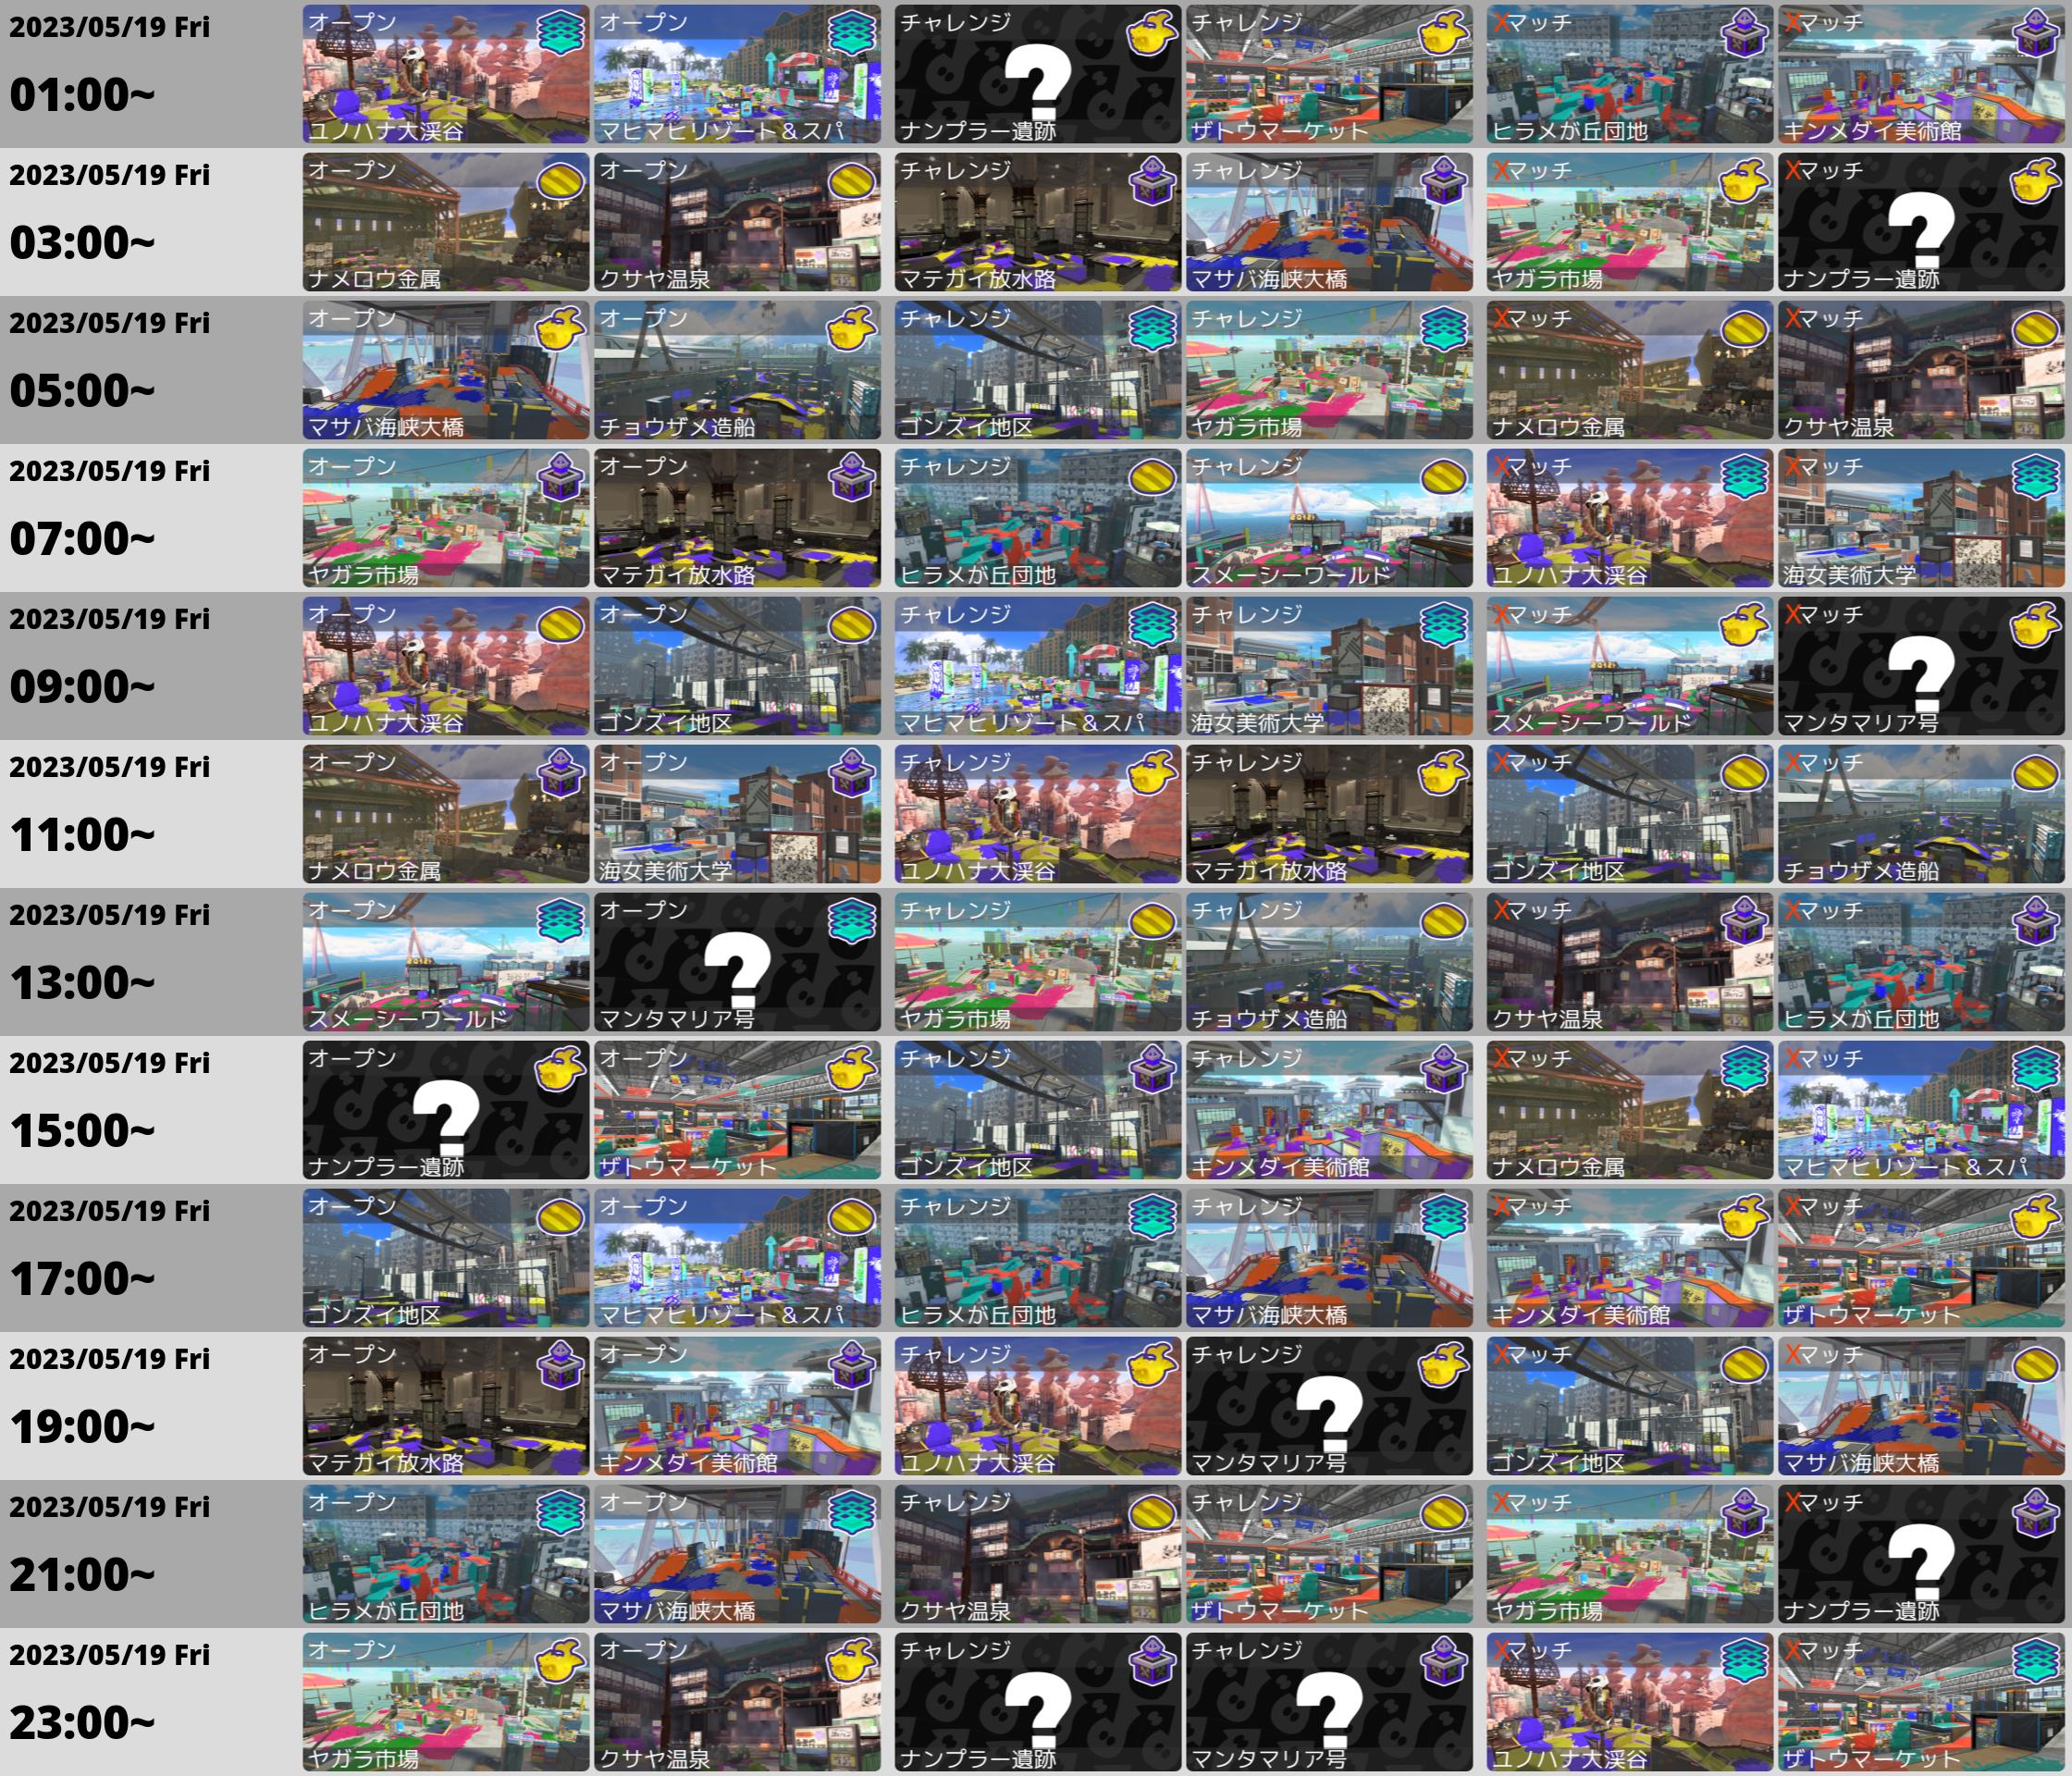 2023/05/19 Fri
01:00~
オープン
ユノハナ大渓谷
オープン
マヒマヒリゾート＆スパ
チャレンジ
ナンプラー遺跡
チャレンジ
ザトウマーケット
Xマッチ
ヒラメが丘団地
Xマッチ
キンメダイ美術館
2023/05/19 Fri
03:00~
オープン
ナメロウ金属
オープン
クサヤ温泉
チャレンジ
マテガイ放水路
チャレンジ
マサバ海峡大橋
Xマッチ
ヤガラ市場
Xマッチ
ナンプラー遺跡
2023/05/19 Fri
05:00~
オープン
マサバ海峡大橋
オープン
チョウザメ造船
チャレンジ
ゴンズイ地区
チャレンジ
ヤガラ市場
Xマッチ
ナメロウ金属
Xマッチ
クサヤ温泉
2023/05/19 Fri
07:00~
オープン
ヤガラ市場
オープン
マテガイ放水路
チャレンジ
ヒラメが丘団地
チャレンジ
スメーシーワールド
Xマッチ
ユノハナ大渓谷
Xマッチ
海女美術大学
2023/05/19 Fri
09:00~
オープン
ユノハナ大渓谷
オープン
ゴンズイ地区
チャレンジ
マヒマヒリゾート＆スパ
チャレンジ
海女美術大学
Xマッチ
スメーシーワールド
Xマッチ
マンタマリア号
2023/05/19 Fri
11:00~
オープン
ナメロウ金属
オープン
海女美術大学
チャレンジ
ユノハナ大渓谷
チャレンジ
マテガイ放水路
Xマッチ
ゴンズイ地区
Xマッチ
チョウザメ造船
2023/05/19 Fri
13:00~
オープン
スメーシーワールド
オープン
マンタマリア号
チャレンジ
ヤガラ市場
チャレンジ
チョウザメ造船
Xマッチ
クサヤ温泉
Xマッチ
ヒラメが丘団地
2023/05/19 Fri
15:00~
オープン
ナンプラー遺跡
オープン
ザトウマーケット
チャレンジ
ゴンズイ地区
チャレンジ
キンメダイ美術館
Xマッチ
ナメロウ金属
Xマッチ
マヒマヒリゾート＆スパ
2023/05/19 Fri
17:00~
オープン
ゴンズイ地区
オープン
マヒマヒリゾート＆スパ
チャレンジ
ヒラメが丘団地
チャレンジ
マサバ海峡大橋
Xマッチ
キンメダイ美術館
Xマッチ
ザトウマーケット
2023/05/19 Fri
19:00~
オープン
マテガイ放水路
オープン
キンメダイ美術館
チャレンジ
ユノハナ大渓谷
チャレンジ
マンタマリア号
Xマッチ
ゴンズイ地区
Xマッチ
マサバ海峡大橋
2023/05/19 Fri
21:00~
オープン
ヒラメが丘団地
オープン
マサバ海峡大橋
チャレンジ
クサヤ温泉
チャレンジ
ザトウマーケット
Xマッチ
ヤガラ市場
Xマッチ
ナンプラー遺跡
2023/05/19 Fri
23:00~
オープン
ヤガラ市場
オープン
クサヤ温泉
チャレンジ
ナンプラー遺跡
チャレンジ
マンタマリア号
Xマッチ
ユノハナ大渓谷
Xマッチ
ザトウマーケット